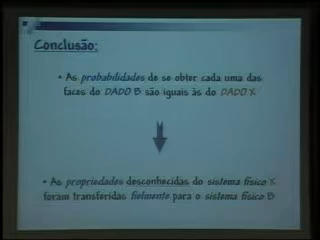 Conclusão:
• As probabilidades de se obter cada uma das
faces do DADO B são iguais às do DADO X
• As propriedades desconhecidas do sistema físico X
foram transferidas fielmente para o sistema físico B